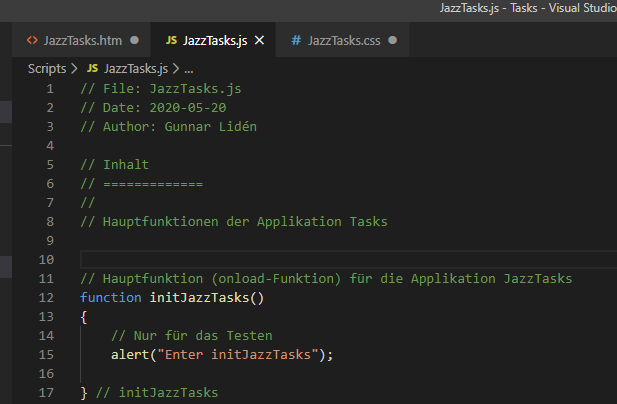 JazzTasks.js - Tasks - Visual Studio
<> JazzTasks.htm ● JS JazzTasks.js × # JazzTasks.css ●
Scripts > JS JazzTasks.js > ...
1 // File: JazzTasks.js
2 // Date: 2020-05-20
3 // Author: Gunnar Lidén
4
5 // Inhalt
6 // =============
7 //
8 // Hauptfunktionen der Applikation Tasks
9
10
11 // Hauptfunktion (onload-Funktion) für die Applikation JazzTasks
12 function initJazzTasks()
13 {
14 // Nur für das Testen
15 alert("Enter initJazzTasks");
16
17 } // initJazzTasks